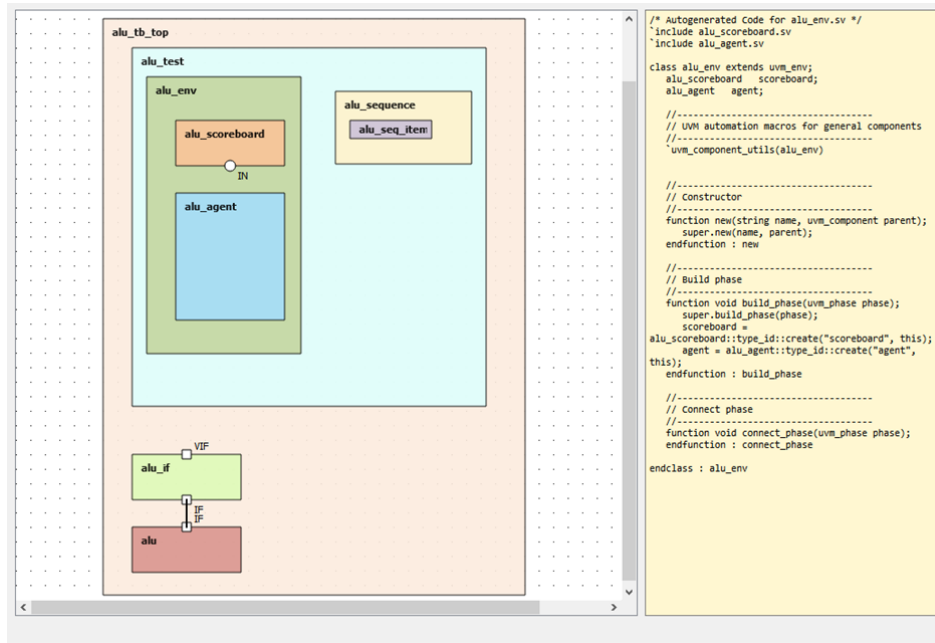 alu_tb_top
alu_test
alu_env
alu_scoreboard
IN
alu_agent
alu_sequence
alu_seq_item
VIF
alu_if
IF
IF
alu
/* Autogenerated Code for alu_env.sv */
`include alu_scoreboard.sv
`include alu_agent.sv
class alu_env extends uvm_env;
alu_scoreboard scoreboard;
alu_agent agent;
//-----------------------------------
// UVM automation macros for general components
//-----------------------------------
`uvm_component_utils(alu_env)
//-----------------------------------
// Constructor
//-----------------------------------
function new(string name, uvm_component parent);
super.new(name, parent);
endfunction : new
//-----------------------------------
// Build phase
//-----------------------------------
function void build_phase(uvm_phase phase);
super.build_phase(phase);
scoreboard =
alu_scoreboard::type_id::create("scoreboard", this);
agent = alu_agent::type_id::create("agent",
this);
endfunction : build_phase
//-----------------------------------
// Connect phase
//-----------------------------------
function void connect_phase(uvm_phase phase);
endfunction : connect_phase
endclass : alu_env